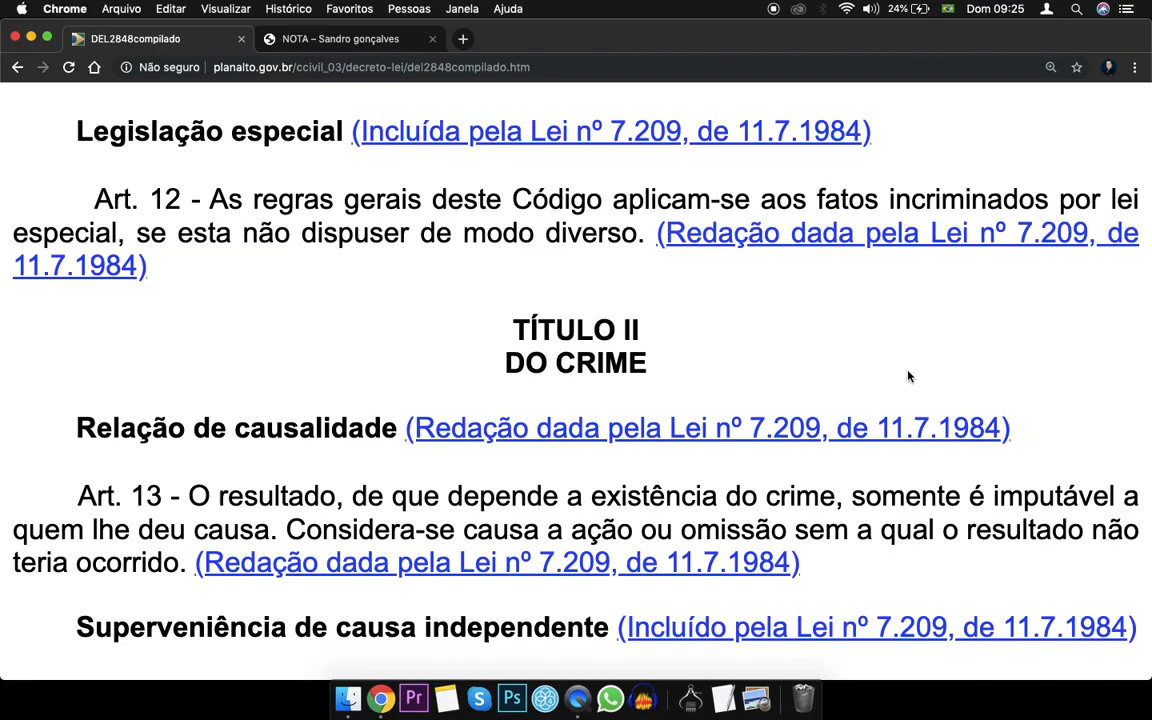 Chrome Arquivo Editar Visualizar Histórico Favoritos Pessoas Janela Ajuda 24% Dom 09:25
DEL2848compilado NOTA – Sandro gonçalves
Não seguro planalto.gov.br/ccivil_03/decreto-lei/del2848compilado.htm
Legislação especial (Incluída pela Lei nº 7.209, de 11.7.1984)
Art. 12 - As regras gerais deste Código aplicam-se aos fatos incriminados por lei
especial, se esta não dispuser de modo diverso. (Redação dada pela Lei nº 7.209, de
11.7.1984)
TÍTULO II
DO CRIME
Relação de causalidade (Redação dada pela Lei nº 7.209, de 11.7.1984)
Art. 13 - O resultado, de que depende a existência do crime, somente é imputável a
quem lhe deu causa. Considera-se causa a ação ou omissão sem a qual o resultado não
teria ocorrido. (Redação dada pela Lei nº 7.209, de 11.7.1984)
Superveniência de causa independente (Incluído pela Lei nº 7.209, de 11.7.1984)
Pr Ps